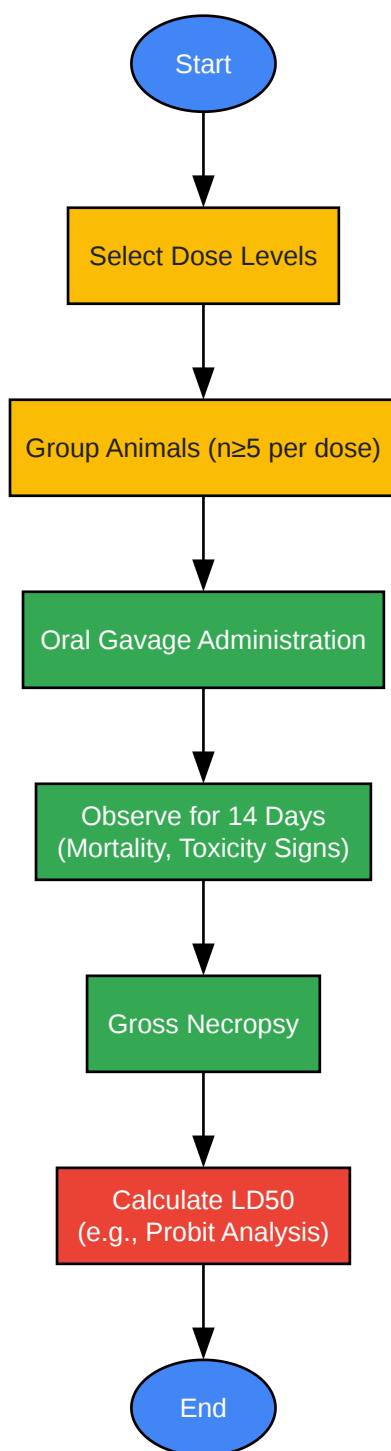 Start
Select Dose Levels
Group Animals (n≥5 per dose)
Oral Gavage Administration
Observe for 14 Days
(Mortality, Toxicity Signs)
Gross Necropsy
Calculate LD50
(e.g., Probit Analysis)
End